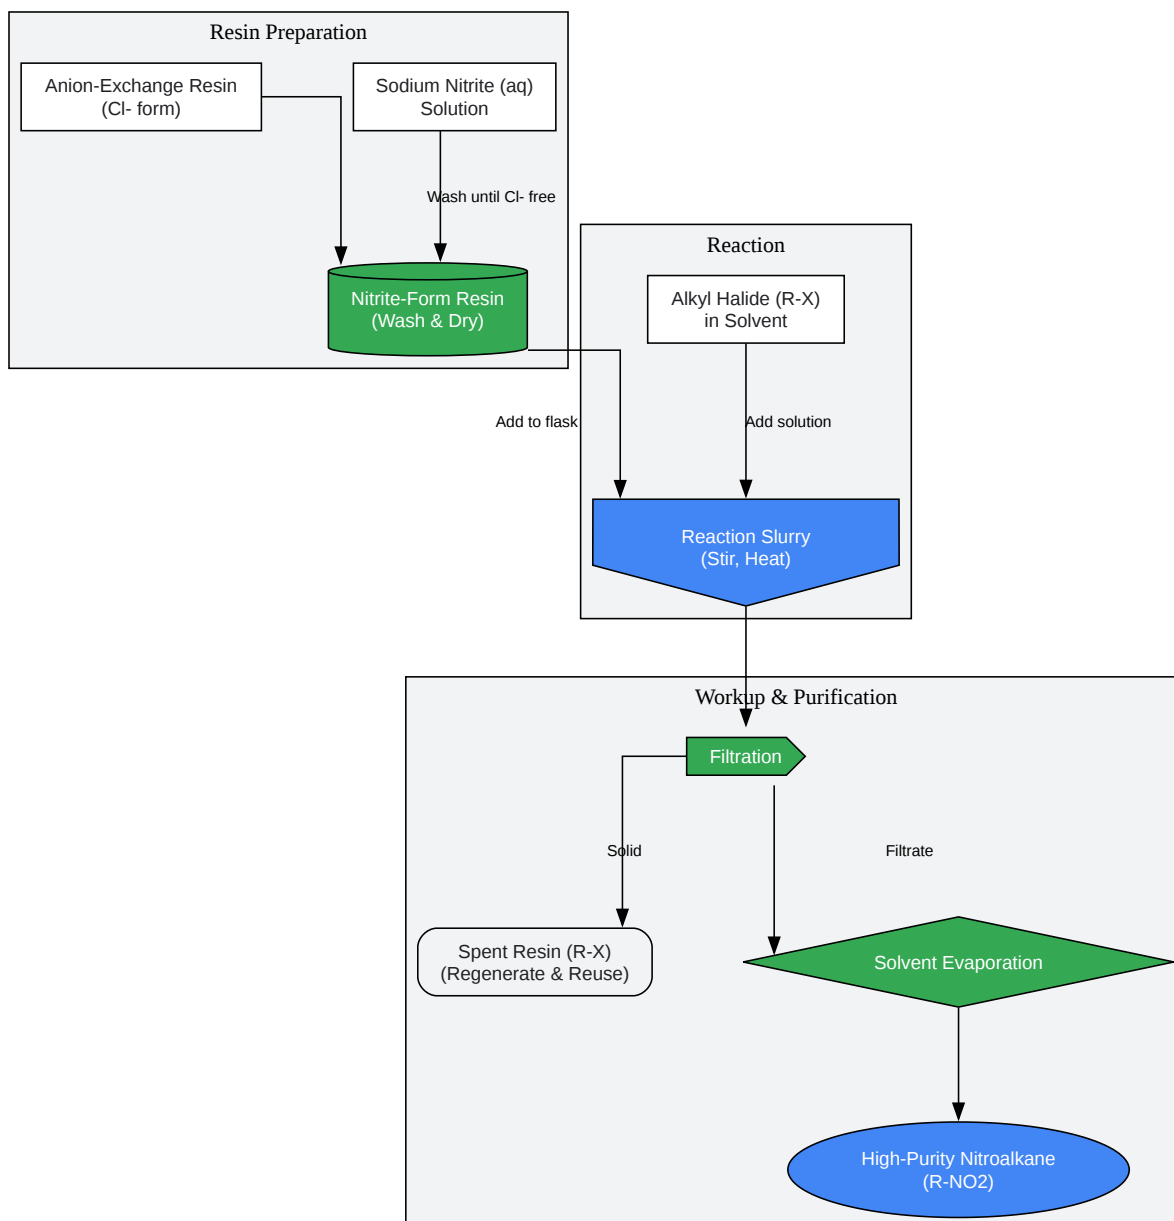 Resin Preparation
Anion-Exchange Resin
(Cl- form)
Sodium Nitrite (aq)
Solution
Wash until Cl- free
Nitrite-Form Resin
(Wash & Dry)
Reaction
Alkyl Halide (R-X)
in Solvent
Add to flask
Add solution
Reaction Slurry
(Stir, Heat)
Workup & Purification
Filtration
Solid
Filtrate
Spent Resin (R-X)
(Regenerate & Reuse)
Solvent Evaporation
High-Purity Nitroalkane
(R-NO2)